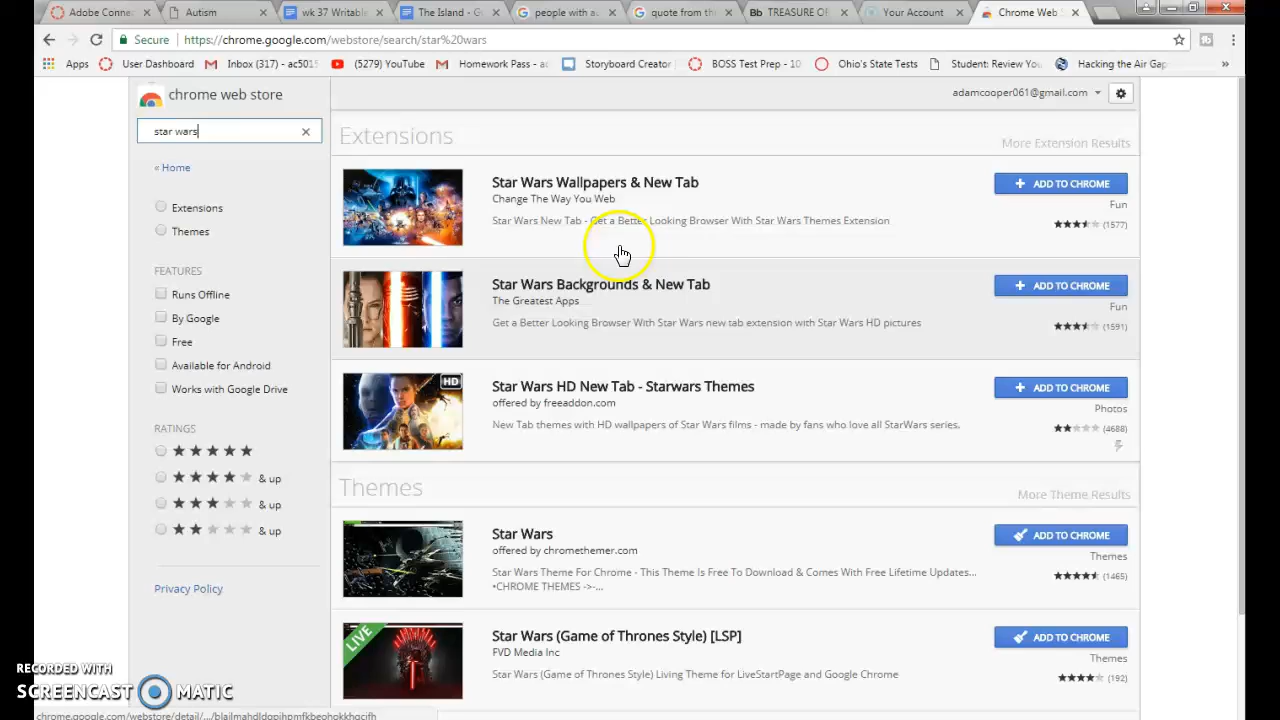 Adobe Conne
Autism
wk 37 Writable
The Island - G
people with a
quote from th
Bb TREASURE OF
Your Account
Chrome Web S
Secure https://chrome.google.com/webstore/search/star%20wars
Apps User Dashboard Inbox (317) - ac5015 (5279) YouTube Homework Pass - ac Storyboard Creator BOSS Test Prep - 10 Ohio's State Tests Student: Review You Hacking the Air Gap »
chrome web store
adamcooper061@gmail.com
star wars
« Home
Extensions
Themes
FEATURES
Runs Offline
By Google
Free
Available for Android
Works with Google Drive
RATINGS
& up
& up
& up
Privacy Policy
Extensions
More Extension Results
Star Wars Wallpapers & New Tab
Change The Way You Web
Star Wars New Tab - Get a Better Looking Browser With Star Wars Themes Extension
+ ADD TO CHROME
Fun
(1577)
Star Wars Backgrounds & New Tab
The Greatest Apps
Get a Better Looking Browser With Star Wars new tab extension with Star Wars HD pictures
+ ADD TO CHROME
Fun
(1591)
HD
Star Wars HD New Tab - Starwars Themes
offered by freeaddon.com
New Tab themes with HD wallpapers of Star Wars films - made by fans who love all StarWars series.
+ ADD TO CHROME
Photos
(4688)
Themes
More Theme Results
Star Wars
offered by chromethemer.com
Star Wars Theme For Chrome - This Theme Is Free To Download & Comes With Free Lifetime Updates...
•CHROME THEMES ->-...
ADD TO CHROME
Themes
(1465)
LIVE
Star Wars (Game of Thrones Style) [LSP]
FVD Media Inc
Star Wars (Game of Thrones Style) Living Theme for LiveStartPage and Google Chrome
ADD TO CHROME
Themes
(192)
RECORDED WITH
SCREENCAST MATIC